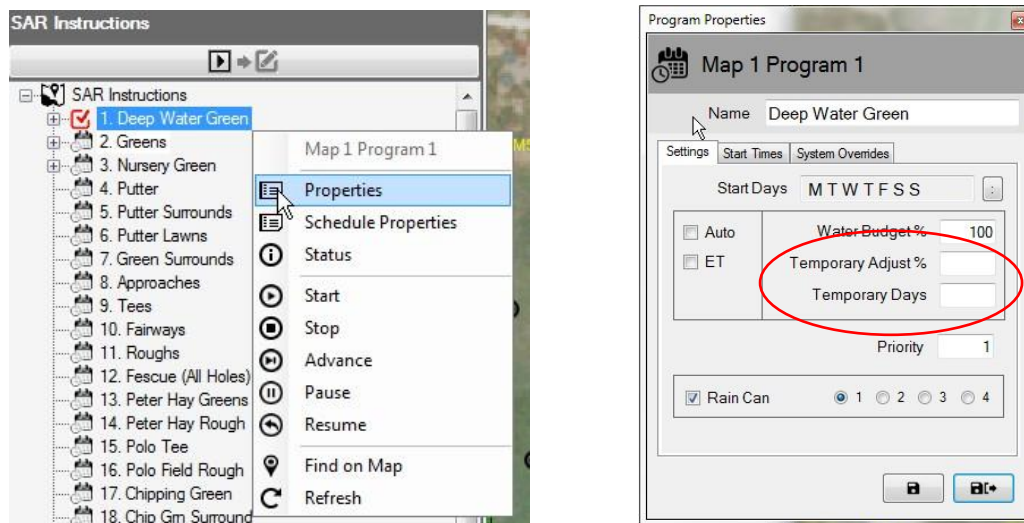 SAR Instructions
SAR Instructions
1. Deep Water Green
2. Greens
3. Nursery Green
4. Putter
5. Putter Surrounds
6. Putter Lawns
7. Green Surrounds
8. Approaches
9. Tees
10. Fairways
11. Roughs
12. Fescue (All Holes)
13. Peter Hay Greens
14. Peter Hay Rough
15. Polo Tee
16. Polo Field Rough
17. Chipping Green
18. Chip Grn Surround
Map 1 Program 1
Properties
Schedule Properties
Status
Start
Stop
Advance
Pause
Resume
Find on Map
Refresh
Program Properties
Map 1 Program 1
Name Deep Water Green
Settings Start Times System Overrides
Start Days M T W T F S S :
Auto Water Budget % 100
ET Temporary Adjust %
Temporary Days
Priority 1
Rain Can 1 2 3 4